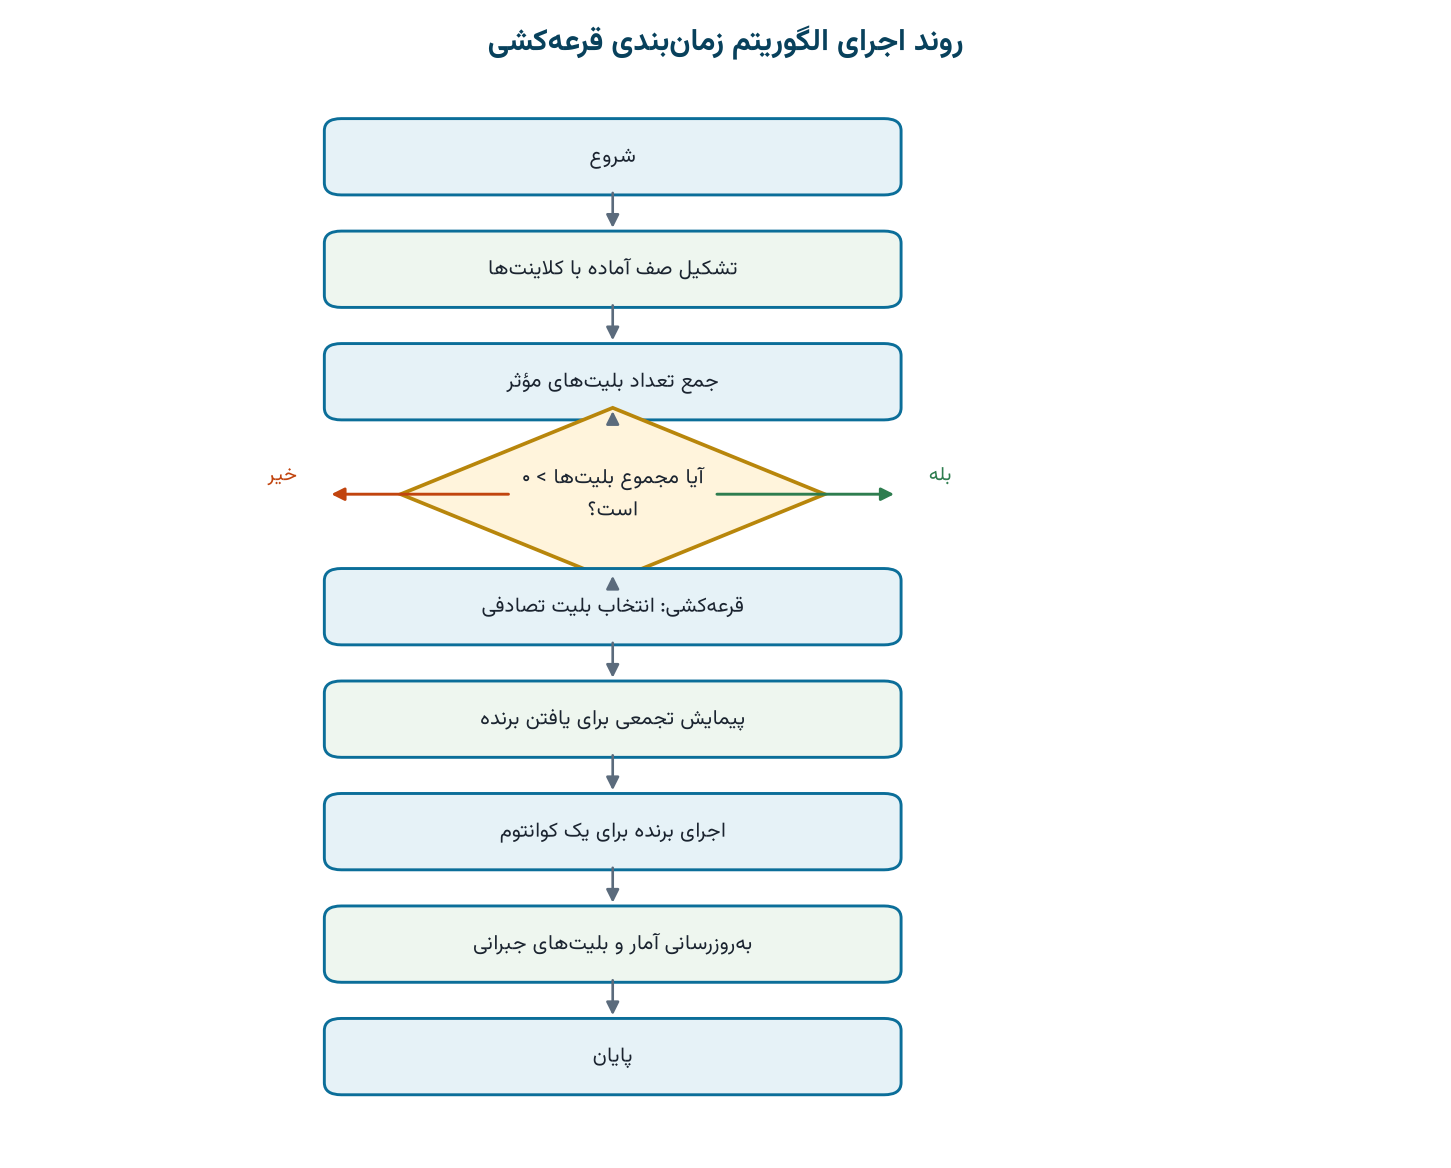 روند اجرای الگوریتم زمان‌بندی قرعه‌کشی
شروع
تشکیل صف آماده با کلاینت‌ها
جمع تعداد بلیت‌های مؤثر
آیا مجموع بلیت‌ها > ۰
است؟
بله
خیر
قرعه‌کشی: انتخاب بلیت تصادفی
پیمایش تجمعی برای یافتن برنده
اجرای برنده برای یک کوانتوم
به‌روزرسانی آمار و بلیت‌های جبرانی
پایان